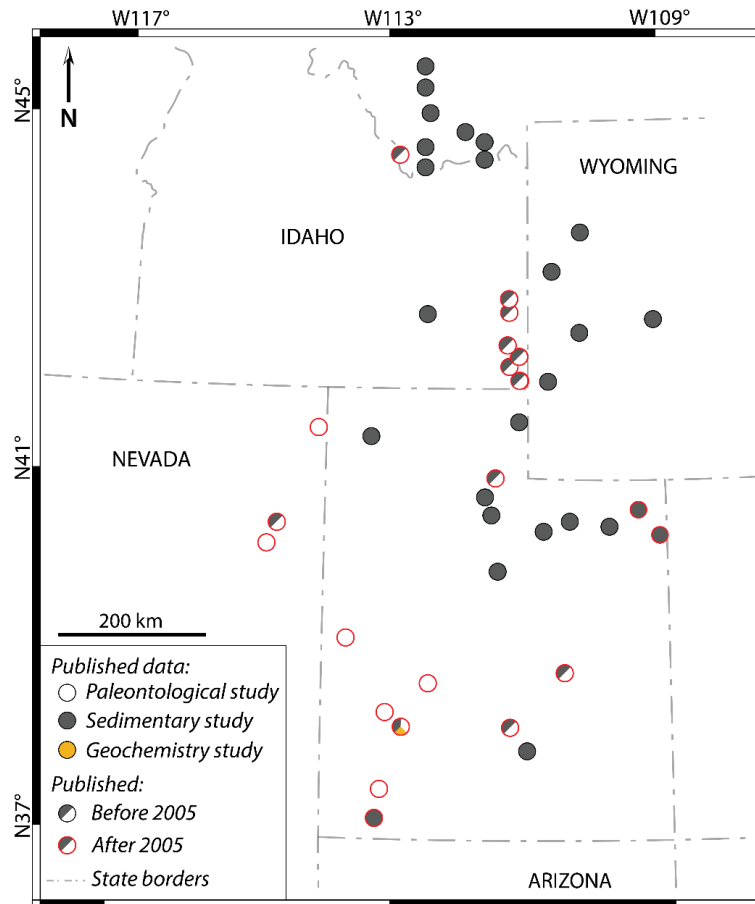 W117° W113° W109°
N45°
N
WYOMING
IDAHO
N41°
NEVADA
200 km
Published data:
Paleontological study
Sedimentary study
Geochemistry study
Published:
Before 2005
After 2005
State borders
N37°
ARIZONA